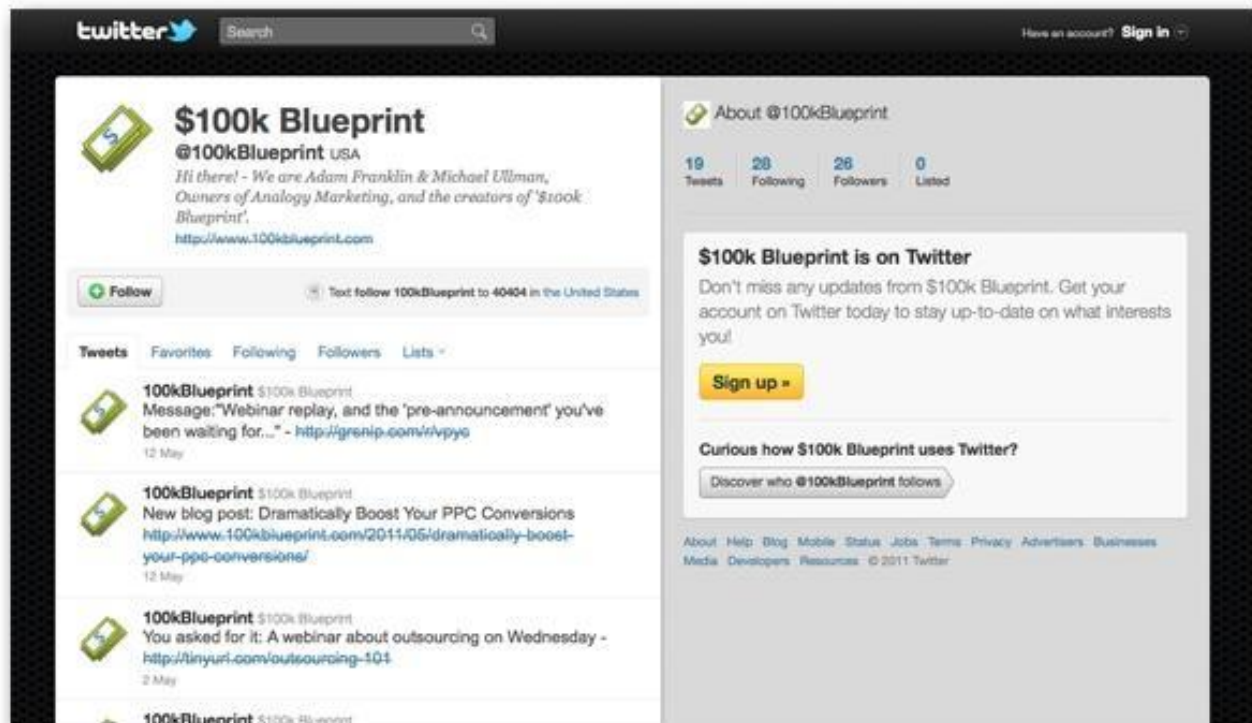 twitter
Search
Have an account? Sign in
$100k Blueprint
@100kBlueprint USA
Hi there! - We are Adam Franklin & Michael Ullman,
Owners of Analogy Marketing, and the creators of '$100k
Blueprint'.
http://www.100kblueprint.com
Follow
Text follow 100kBlueprint to 40404 in the United States
Tweets Favorites Following Followers Lists
100kBlueprint $100k Blueprint
Message:"Webinar replay, and the 'pre-announcement' you've
been waiting for..." - http://grsnip.com/r/vpyc
12 May
100kBlueprint $100k Blueprint
New blog post: Dramatically Boost Your PPC Conversions
http://www.100kblueprint.com/2011/05/dramatically-boost-
your-ppc-conversions/
12 May
100kBlueprint $100k Blueprint
You asked for it: A webinar about outsourcing on Wednesday -
http://tinyurl.com/outsourcing-101
2 May
100kBlueprint $100k Blueprint
About @100kBlueprint
19 28 26 0
Tweets Following Followers Listed
$100k Blueprint is on Twitter
Don't miss any updates from $100k Blueprint. Get your
account on Twitter today to stay up-to-date on what interests
you!
Sign up »
Curious how $100k Blueprint uses Twitter?
Discover who @100kBlueprint follows
About Help Blog Mobile Status Jobs Terms Privacy Advertisers Businesses
Media Developers Resources © 2011 Twitter